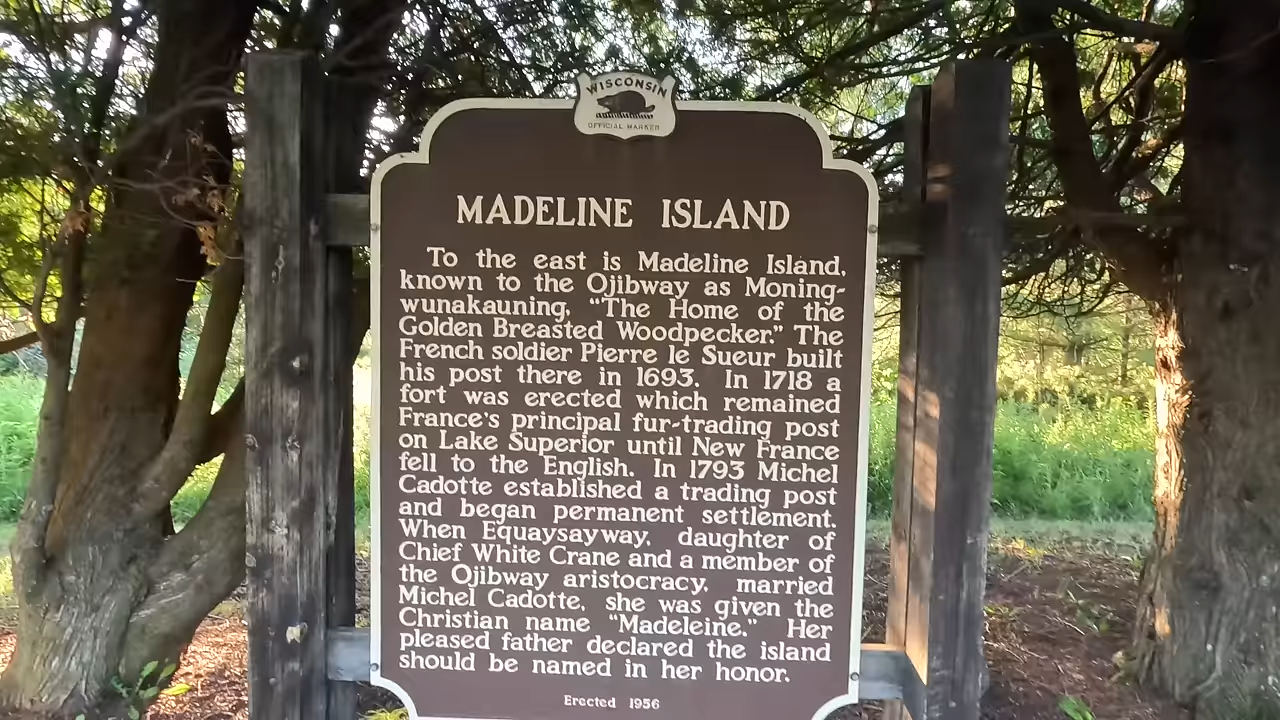 WISCONSIN
OFFICIAL MARKER
MADELINE ISLAND
To the east is Madeline Island,
known to the Ojibway as Moning-
wunakauning, "The Home of the
Golden Breasted Woodpecker." The
French soldier Pierre le Sueur built
his post there in 1693. In 1718 a
fort was erected which remained
France's principal fur-trading post
on Lake Superior until New France
fell to the English. In 1793 Michel
Cadotte established a trading post
and began permanent settlement.
When Equaysayway, daughter of
Chief White Crane and a member of
the Ojibway aristocracy, married
Michel Cadotte, she was given the
Christian name "Madeleine." Her
pleased father declared the island
should be named in her honor.
Erected 1956